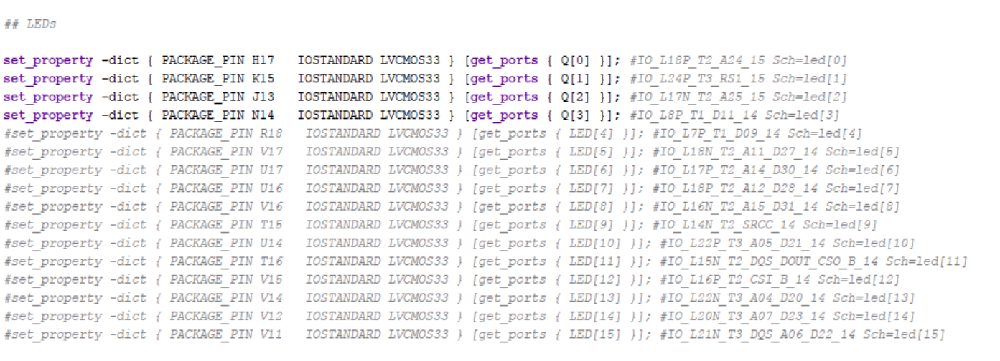 ## LEDs
set_property -dict { PACKAGE_PIN H17   IOSTANDARD LVCMOS33 } [get_ports { Q[0] }]; #IO_L18P_T2_A24_15 Sch=led[0]
set_property -dict { PACKAGE_PIN K15   IOSTANDARD LVCMOS33 } [get_ports { Q[1] }]; #IO_L24P_T3_RS1_15 Sch=led[1]
set_property -dict { PACKAGE_PIN J13   IOSTANDARD LVCMOS33 } [get_ports { Q[2] }]; #IO_L17N_T2_A25_15 Sch=led[2]
set_property -dict { PACKAGE_PIN N14   IOSTANDARD LVCMOS33 } [get_ports { Q[3] }]; #IO_L8P_T1_D11_14 Sch=led[3]
#set_property -dict { PACKAGE_PIN R18   IOSTANDARD LVCMOS33 } [get_ports { LED[4] }]; #IO_L7P_T1_D09_14 Sch=led[4]
#set_property -dict { PACKAGE_PIN V17   IOSTANDARD LVCMOS33 } [get_ports { LED[5] }]; #IO_L18N_T2_A11_D27_14 Sch=led[5]
#set_property -dict { PACKAGE_PIN U17   IOSTANDARD LVCMOS33 } [get_ports { LED[6] }]; #IO_L17P_T2_A14_D30_14 Sch=led[6]
#set_property -dict { PACKAGE_PIN U16   IOSTANDARD LVCMOS33 } [get_ports { LED[7] }]; #IO_L18P_T2_A12_D28_14 Sch=led[7]
#set_property -dict { PACKAGE_PIN V16   IOSTANDARD LVCMOS33 } [get_ports { LED[8] }]; #IO_L16N_T2_A15_D31_14 Sch=led[8]
#set_property -dict { PACKAGE_PIN T15   IOSTANDARD LVCMOS33 } [get_ports { LED[9] }]; #IO_L14N_T2_SRCC_14 Sch=led[9]
#set_property -dict { PACKAGE_PIN U14   IOSTANDARD LVCMOS33 } [get_ports { LED[10] }]; #IO_L22P_T3_A05_D21_14 Sch=led[10]
#set_property -dict { PACKAGE_PIN T16   IOSTANDARD LVCMOS33 } [get_ports { LED[11] }]; #IO_L15N_T2_DQS_DOUT_CSO_B_14 Sch=led[11]
#set_property -dict { PACKAGE_PIN V15   IOSTANDARD LVCMOS33 } [get_ports { LED[12] }]; #IO_L16P_T2_CSI_B_14 Sch=led[12]
#set_property -dict { PACKAGE_PIN V14   IOSTANDARD LVCMOS33 } [get_ports { LED[13] }]; #IO_L22N_T3_A04_D20_14 Sch=led[13]
#set_property -dict { PACKAGE_PIN V12   IOSTANDARD LVCMOS33 } [get_ports { LED[14] }]; #IO_L20N_T3_A07_D23_14 Sch=led[14]
#set_property -dict { PACKAGE_PIN V11   IOSTANDARD LVCMOS33 } [get_ports { LED[15] }]; #IO_L21N_T3_DQS_A06_D22_14 Sch=led[15]